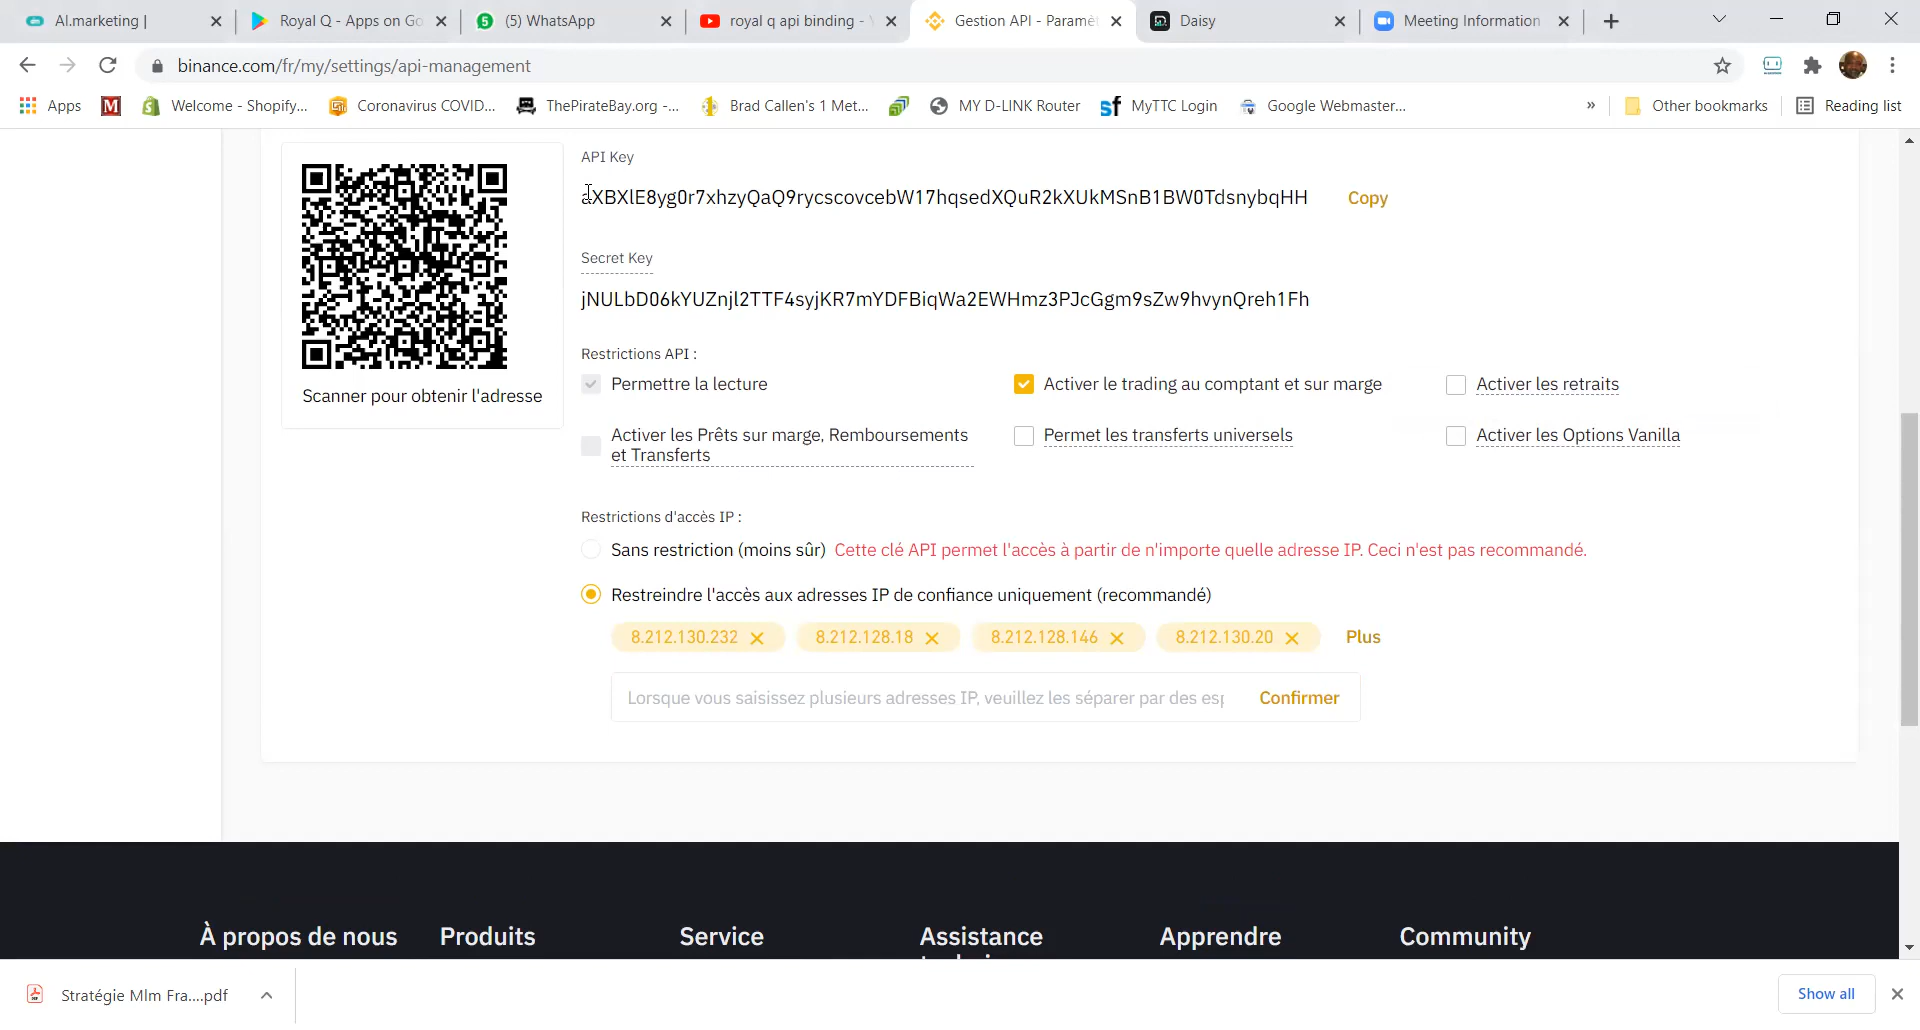 AI.marketing |
Royal Q - Apps on Go
(5) WhatsApp
royal q api binding -
Gestion API - Paramè
Daisy
Meeting Information
binance.com/fr/my/settings/api-management
Apps
Welcome - Shopify...
Coronavirus COVID...
ThePirateBay.org -...
Brad Callen's 1 Met...
MY D-LINK Router
MyTTC Login
Google Webmaster...
»
Other bookmarks
Reading list
API Key
Copy
Secret Key
Scanner pour obtenir l'adresse
Restrictions API :
Permettre la lecture
Activer le trading au comptant et sur marge
Activer les retraits
Activer les Prêts sur marge, Remboursements
et Transferts
Permet les transferts universels
Activer les Options Vanilla
Restrictions d'accès IP :
Sans restriction (moins sûr) Cette clé API permet l'accès à partir de n'importe quelle adresse IP. Ceci n'est pas recommandé.
Restreindre l'accès aux adresses IP de confiance uniquement (recommandé)
8.212.130.232
8.212.128.18
8.212.128.146
8.212.130.20
Plus
Lorsque vous saisissez plusieurs adresses IP, veuillez les séparer par des esp
Confirmer
À propos de nous
Produits
Service
Assistance
Apprendre
Community
Stratégie Mlm Fra....pdf
Show all